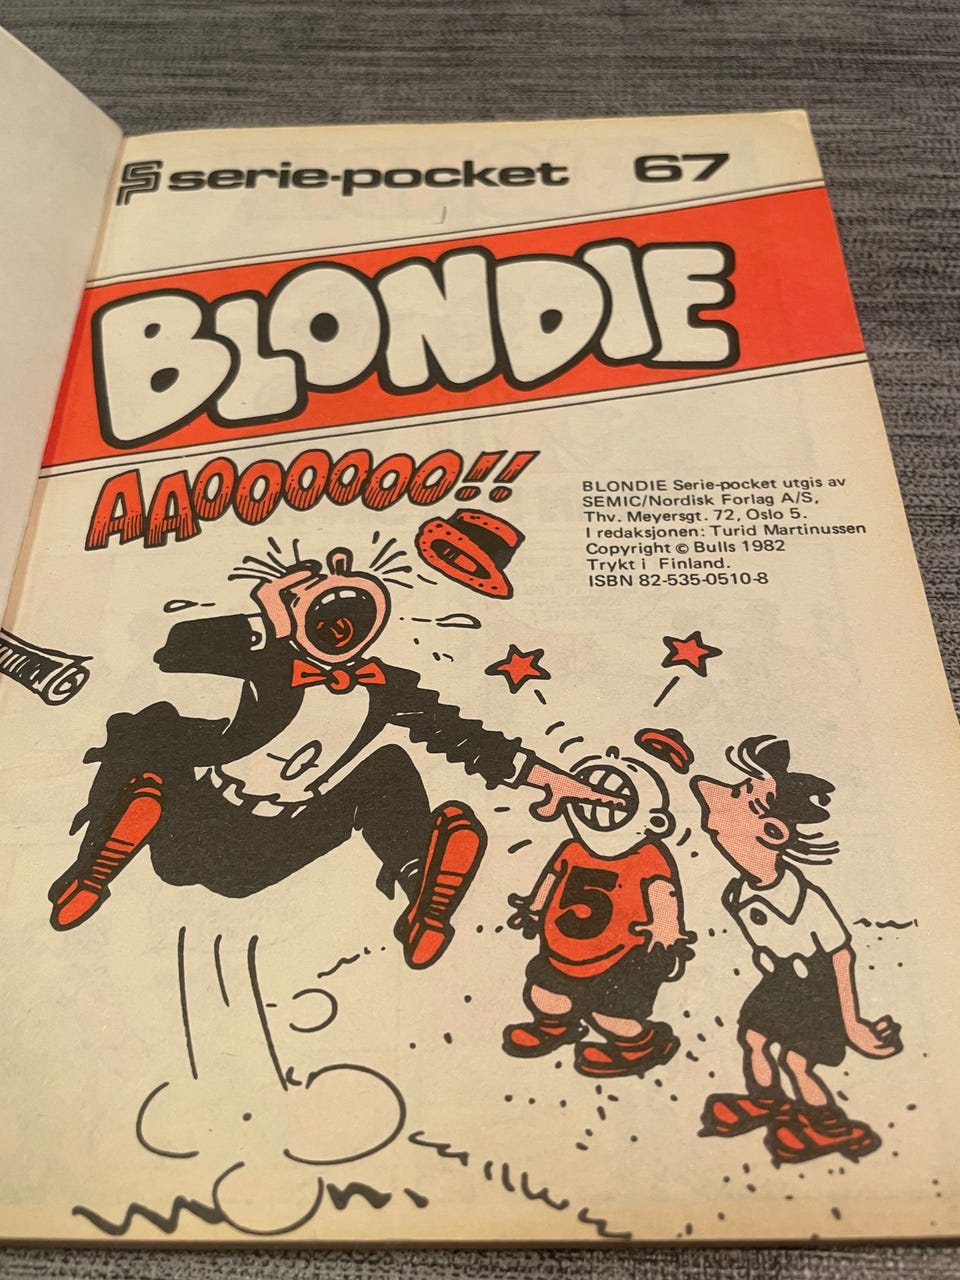 serie-pocket 67
BLONDIE
AAOOOOOO!!
BLONDIE Serie-pocket utgis av
SEMIC/Nordisk Forlag A/S,
Thv. Meyersgt. 72, Oslo 5.
I redaksjonen: Turid Martinussen
Copyright © Bulls 1982
Trykt i Finland.
ISBN 82-535-0510-8
5